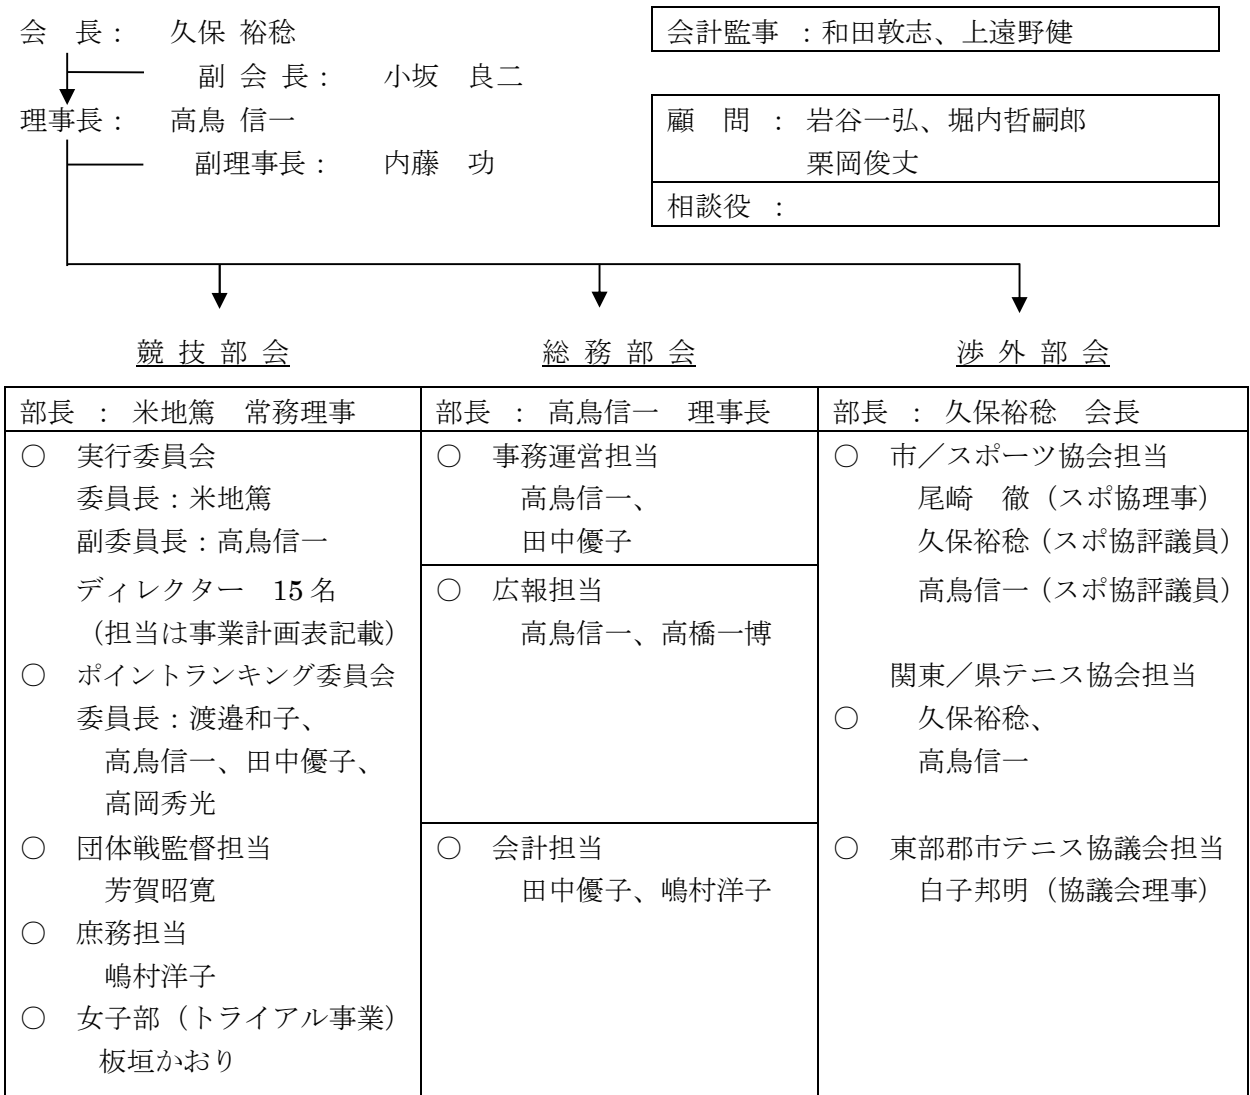 会　長：　久保 裕稔
副 会 長：　小坂　良二
理事長：　高鳥 信一
副理事長：　内藤　功
会計監事 ：和田敦志、上遠野健
顧　問 ： 岩谷一弘、堀内哲嗣郎
栗岡俊丈
相談役 ：
競 技 部 会
部長 ： 米地篤　常務理事
○　実行委員会
委員長：米地篤
副委員長：高鳥信一
ディレクター　15 名
（担当は事業計画表記載）
○　ポイントランキング委員会
委員長：渡邉和子、
高鳥信一、田中優子、
高岡秀光
○　団体戦監督担当
芳賀昭寛
○　庶務担当
嶋村洋子
○　女子部（トライアル事業）
板垣かおり
総 務 部 会
部長 ： 高鳥信一　理事長
○　事務運営担当
高鳥信一、
田中優子
○　広報担当
高鳥信一、高橋一博
○　会計担当
田中優子、嶋村洋子
渉 外 部 会
部長 ： 久保裕稔　会長
○　市／スポーツ協会担当
尾崎　徹（スポ協理事）
久保裕稔（スポ協評議員）
高鳥信一（スポ協評議員）
関東／県テニス協会担当
○　久保裕稔、
高鳥信一
○　東部郡市テニス協議会担当
白子邦明（協議会理事）